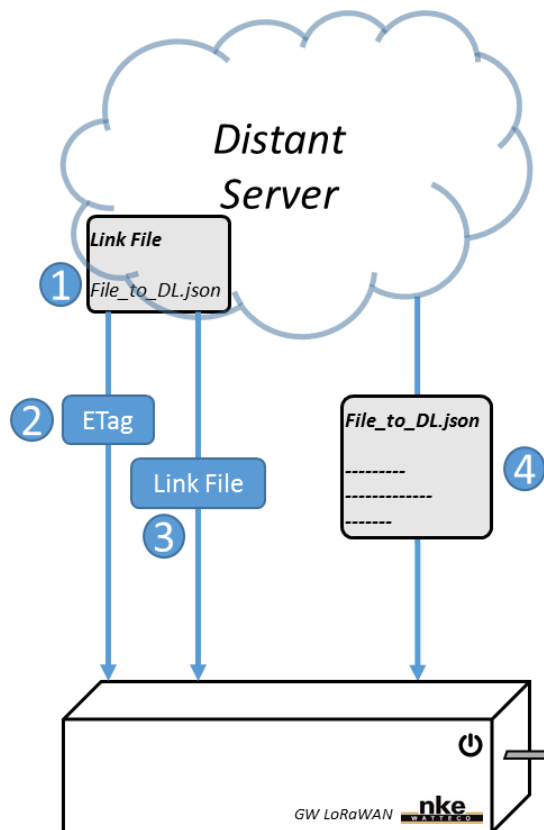 Distant
Server
Link File
1
File_to_DL.json
2
ETag
Link File
3
File_to_DL.json
---------
-------------
-------
4
GW LoRaWAN
nke
WATTECO